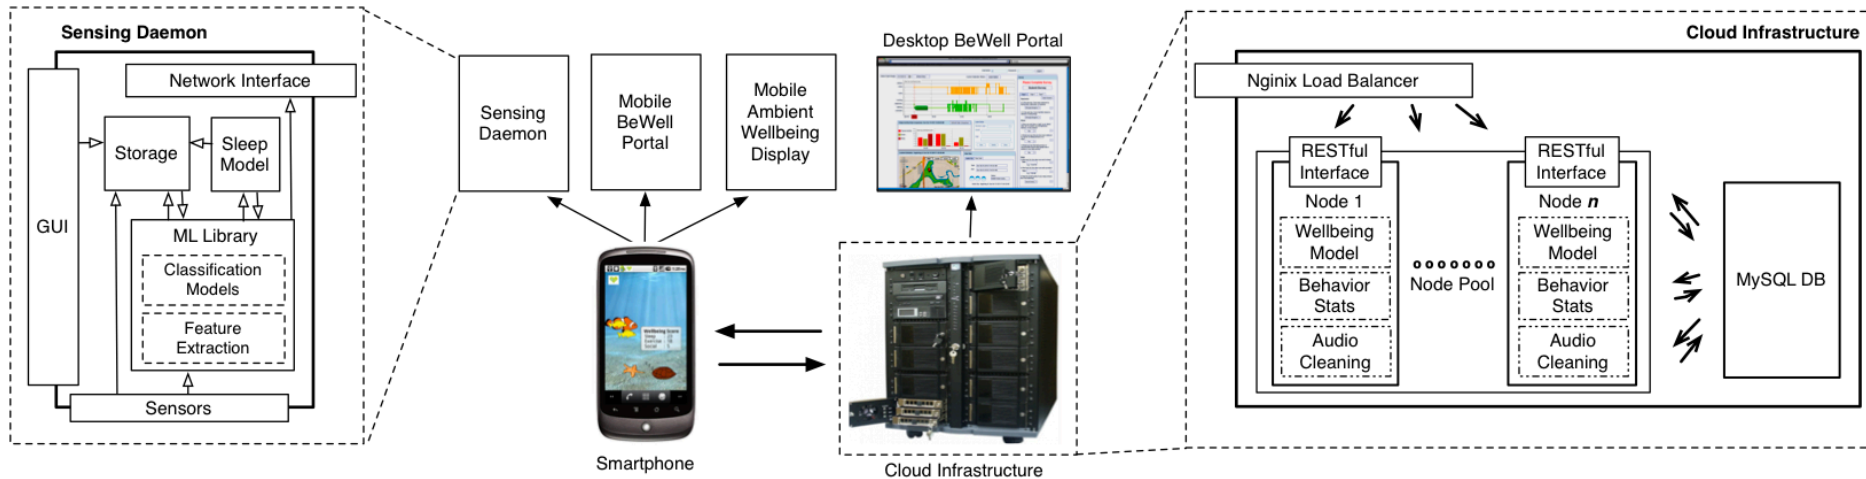 Sensing Daemon
Network Interface
Storage
Sleep
Model
GUI
ML Library
Classification
Models
Feature
Extraction
Sensors
Sensing
Daemon
Mobile
BeWell
Portal
Mobile
Ambient
Wellbeing
Display
Desktop BeWell Portal
Wellbeing Score
Smartphone
Cloud Infrastructure
Cloud Infrastructure
Nginix Load Balancer
RESTful
Interface
Node 1
Wellbeing
Model
Behavior
Stats
Audio
Cleaning
Node Pool
RESTful
Interface
Node n
Wellbeing
Model
Behavior
Stats
Audio
Cleaning
MySQL DB